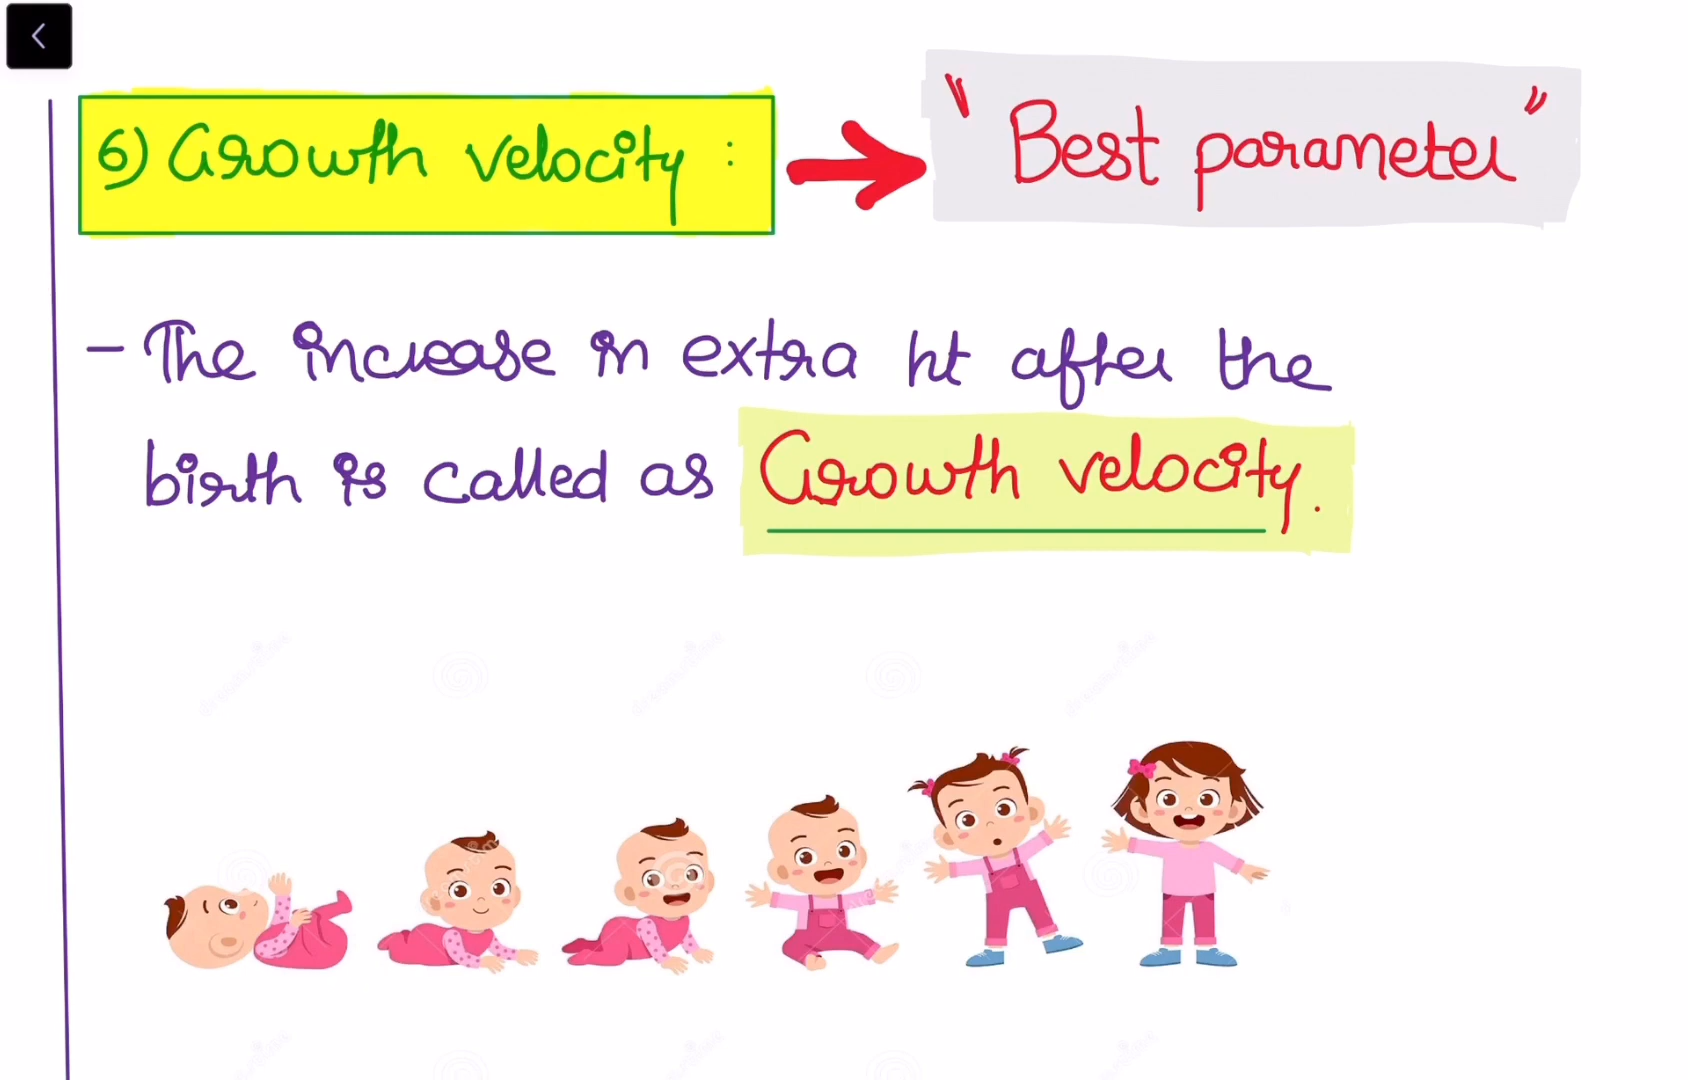 6) Growth velocity :
" Best parameter "
- The increase in extra ht after the
birth is called as Growth velocity.